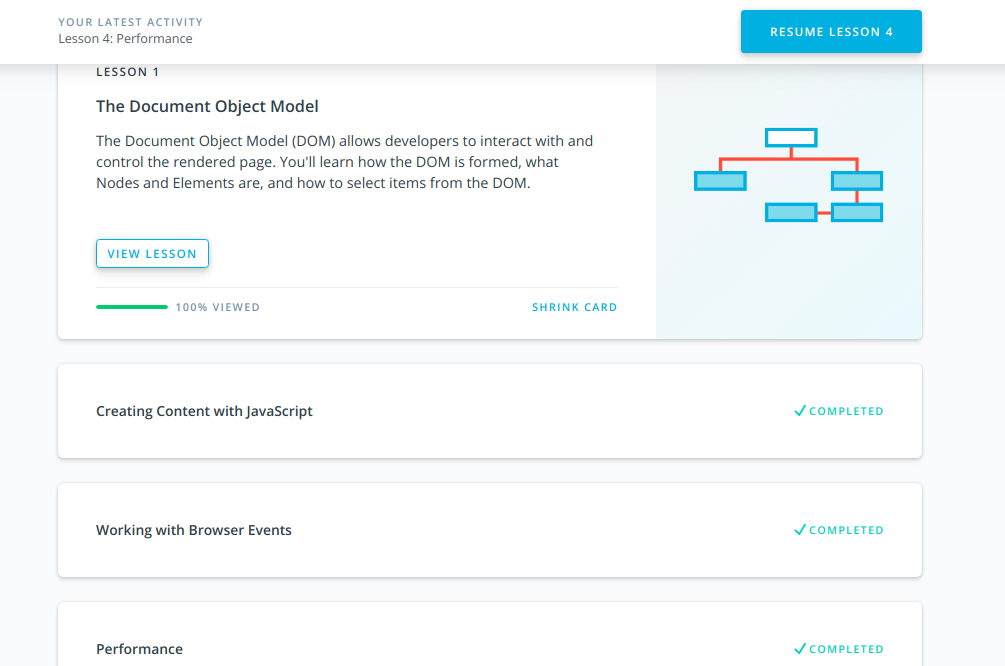 YOUR LATEST ACTIVITY
Lesson 4: Performance
RESUME LESSON 4
LESSON 1
The Document Object Model
The Document Object Model (DOM) allows developers to interact with and
control the rendered page. You'll learn how the DOM is formed, what
Nodes and Elements are, and how to select items from the DOM.
VIEW LESSON
100% VIEWED
SHRINK CARD
Creating Content with JavaScript
COMPLETED
Working with Browser Events
COMPLETED
Performance
COMPLETED